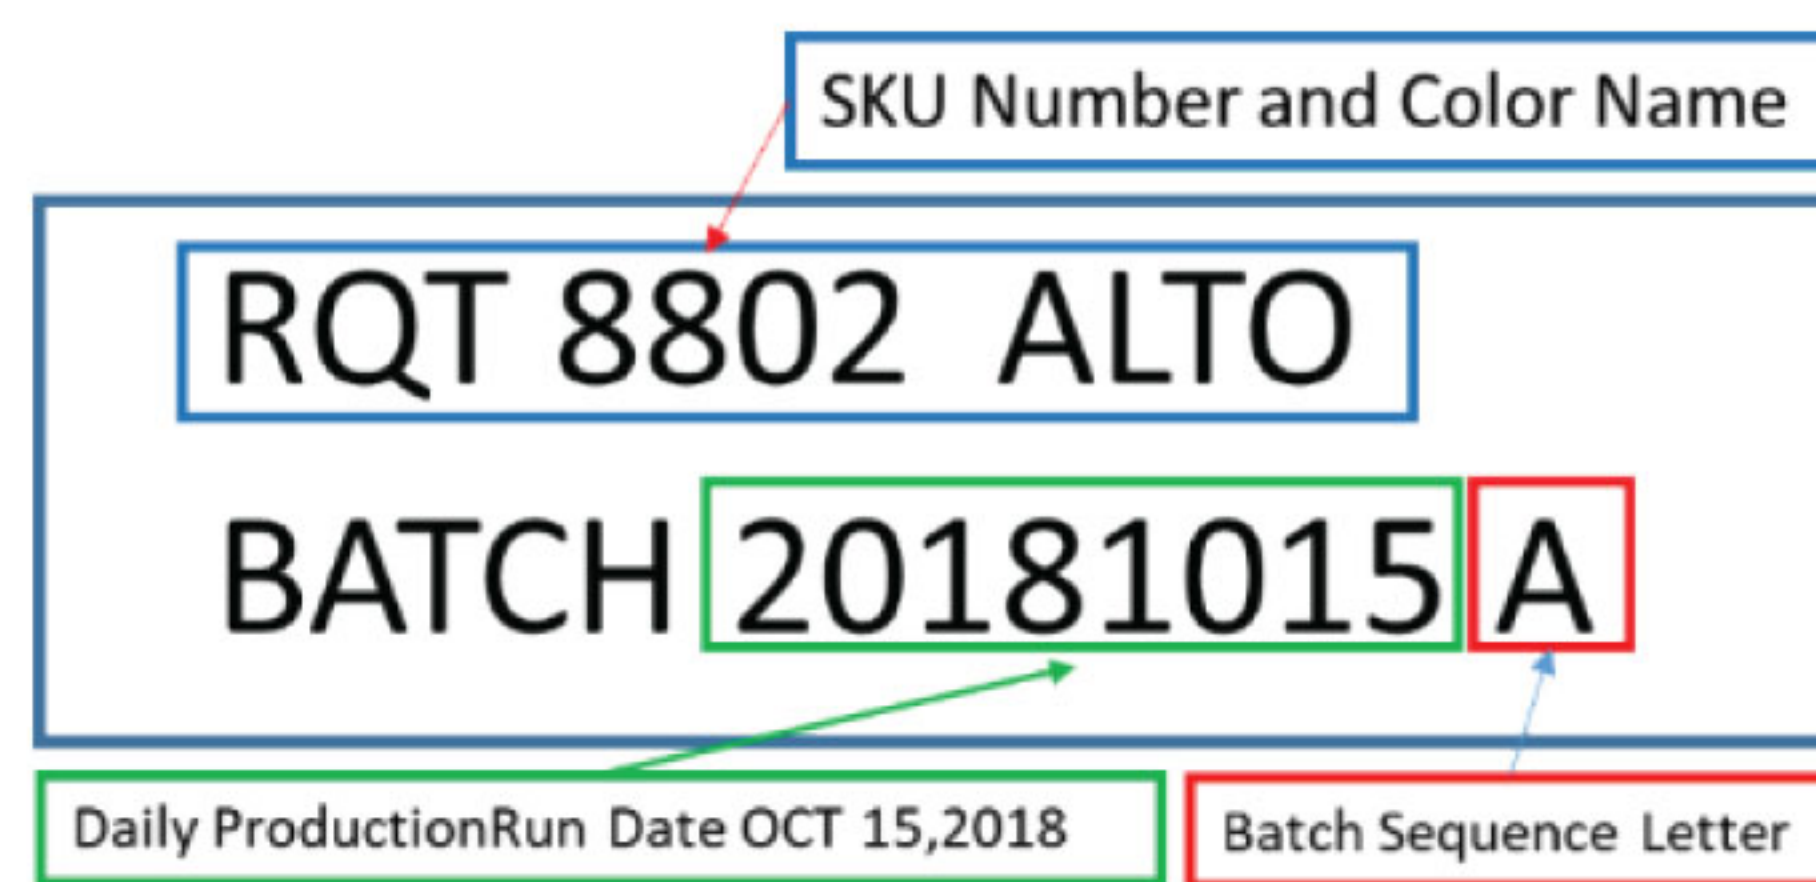 SKU Number and Color Name
RQT 8802 ALTO
BATCH 20181015 A
Daily ProductionRun Date OCT 15,2018
Batch Sequence Letter